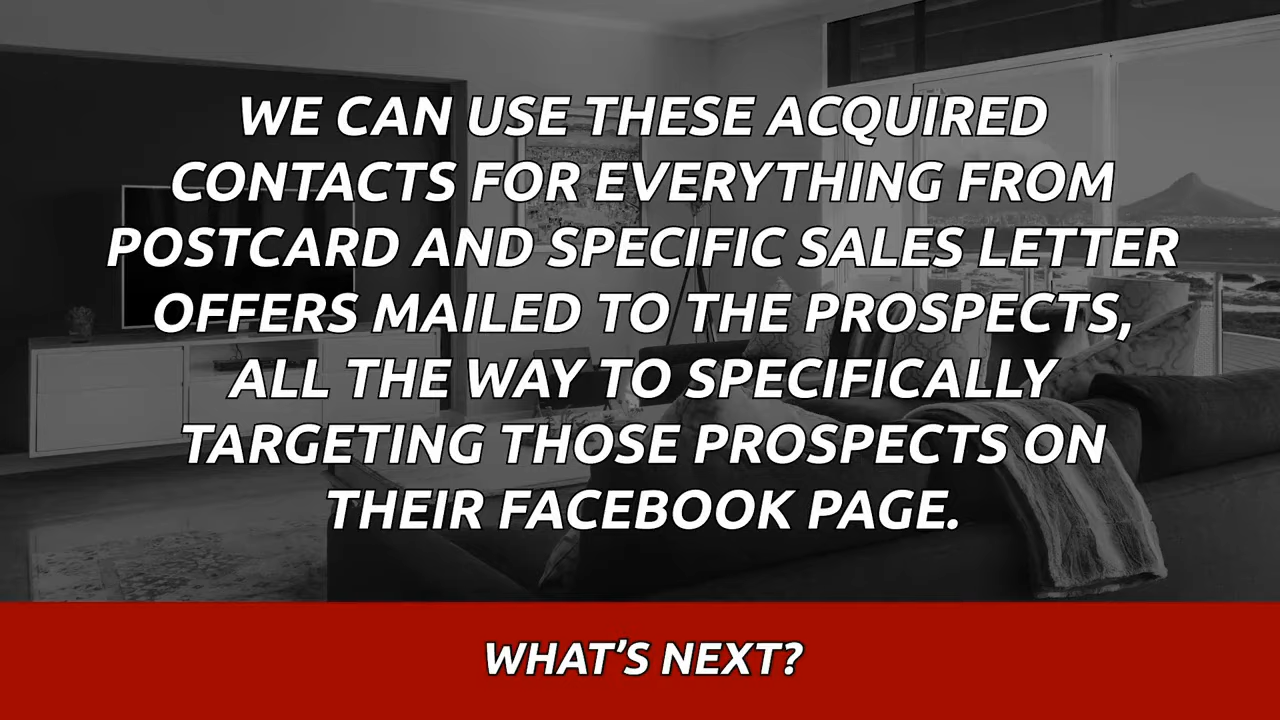 WE CAN USE THESE ACQUIRED
CONTACTS FOR EVERYTHING FROM
POSTCARD AND SPECIFIC SALES LETTER
OFFERS MAILED TO THE PROSPECTS,
ALL THE WAY TO SPECIFICALLY
TARGETING THOSE PROSPECTS ON
THEIR FACEBOOK PAGE.
WHAT'S NEXT?